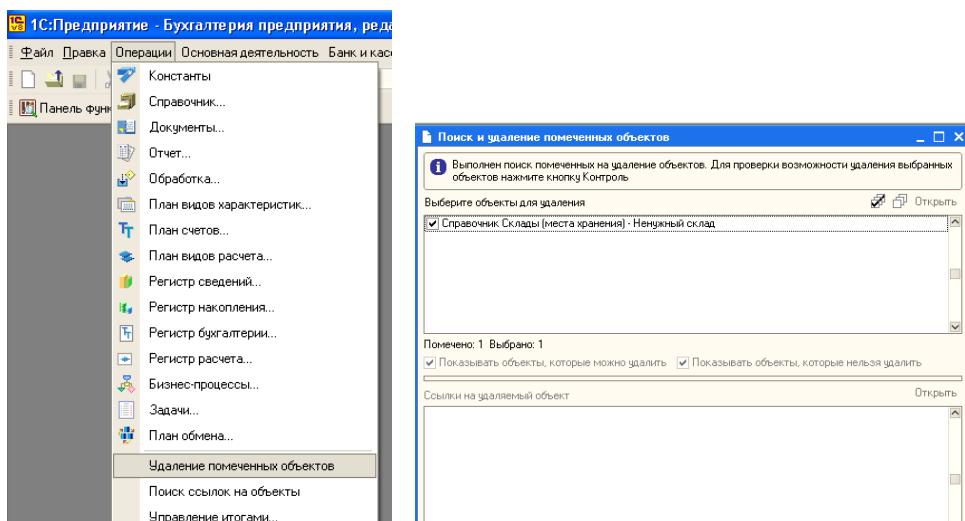 1С:Предприятие - Бухгалтерия предприятия, реда
Файл Правка Операции Основная деятельность Банк и кас
Панель функ
Константы
Справочник...
Документы...
Отчет...
Обработка...
План видов характеристик...
План счетов...
План видов расчета...
Регистр сведений...
Регистр накопления...
Регистр бухгалтерии...
Регистр расчета...
Бизнес-процессы...
Задачи...
План обмена...
Удаление помеченных объектов
Поиск ссылок на объекты
Управление итогами...
Поиск и удаление помеченных объектов
Выполнен поиск помеченных на удаление объектов. Для проверки возможности удаления выбранных
объектов нажмите кнопку Контроль
Выберите объекты для удаления Открыть
Справочник Склады (места хранения) - Ненужный склад
Помечено: 1 Выбрано: 1
Показывать объекты, которые можно удалить Показывать объекты, которые нельзя удалить
Ссылки на удаляемый объект Открыть